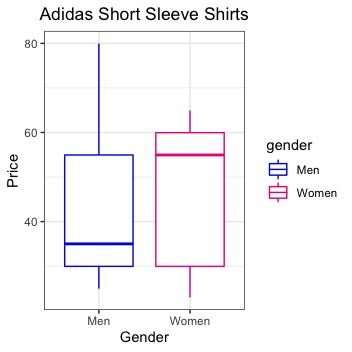 Adidas Short Sleeve Shirts
80
60
40
Price
Men
Women
Gender
gender
Men
Women